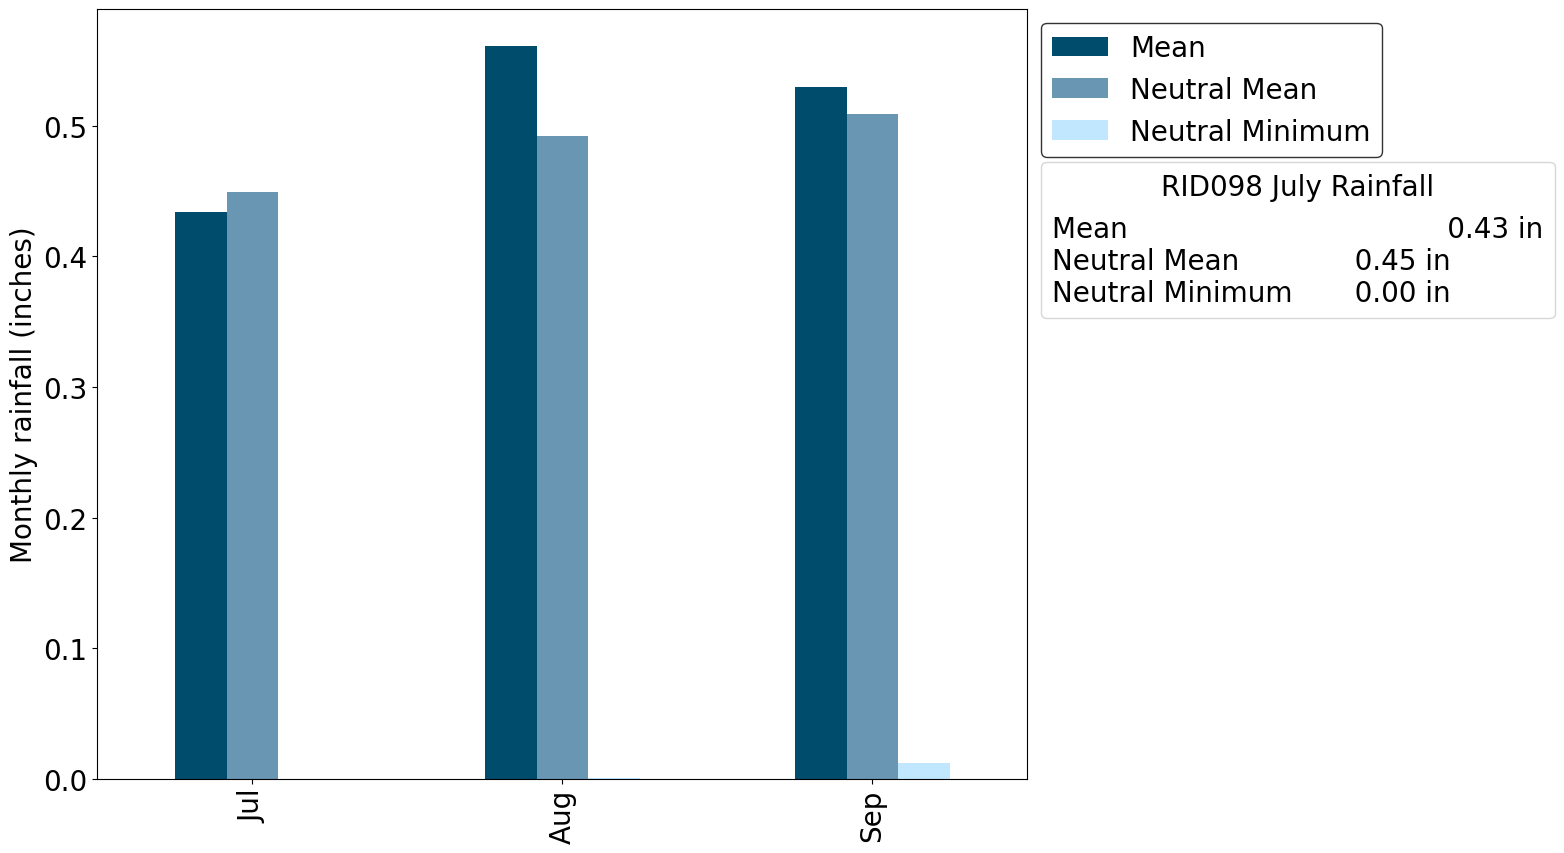 Mean
Neutral Mean
Neutral Minimum
RID098 July Rainfall
Mean 0.43 in
Neutral Mean 0.45 in
Neutral Minimum 0.00 in
Monthly rainfall (inches)
0.5
0.4
0.3
0.2
0.1
0.0
Jul
Aug
Sep